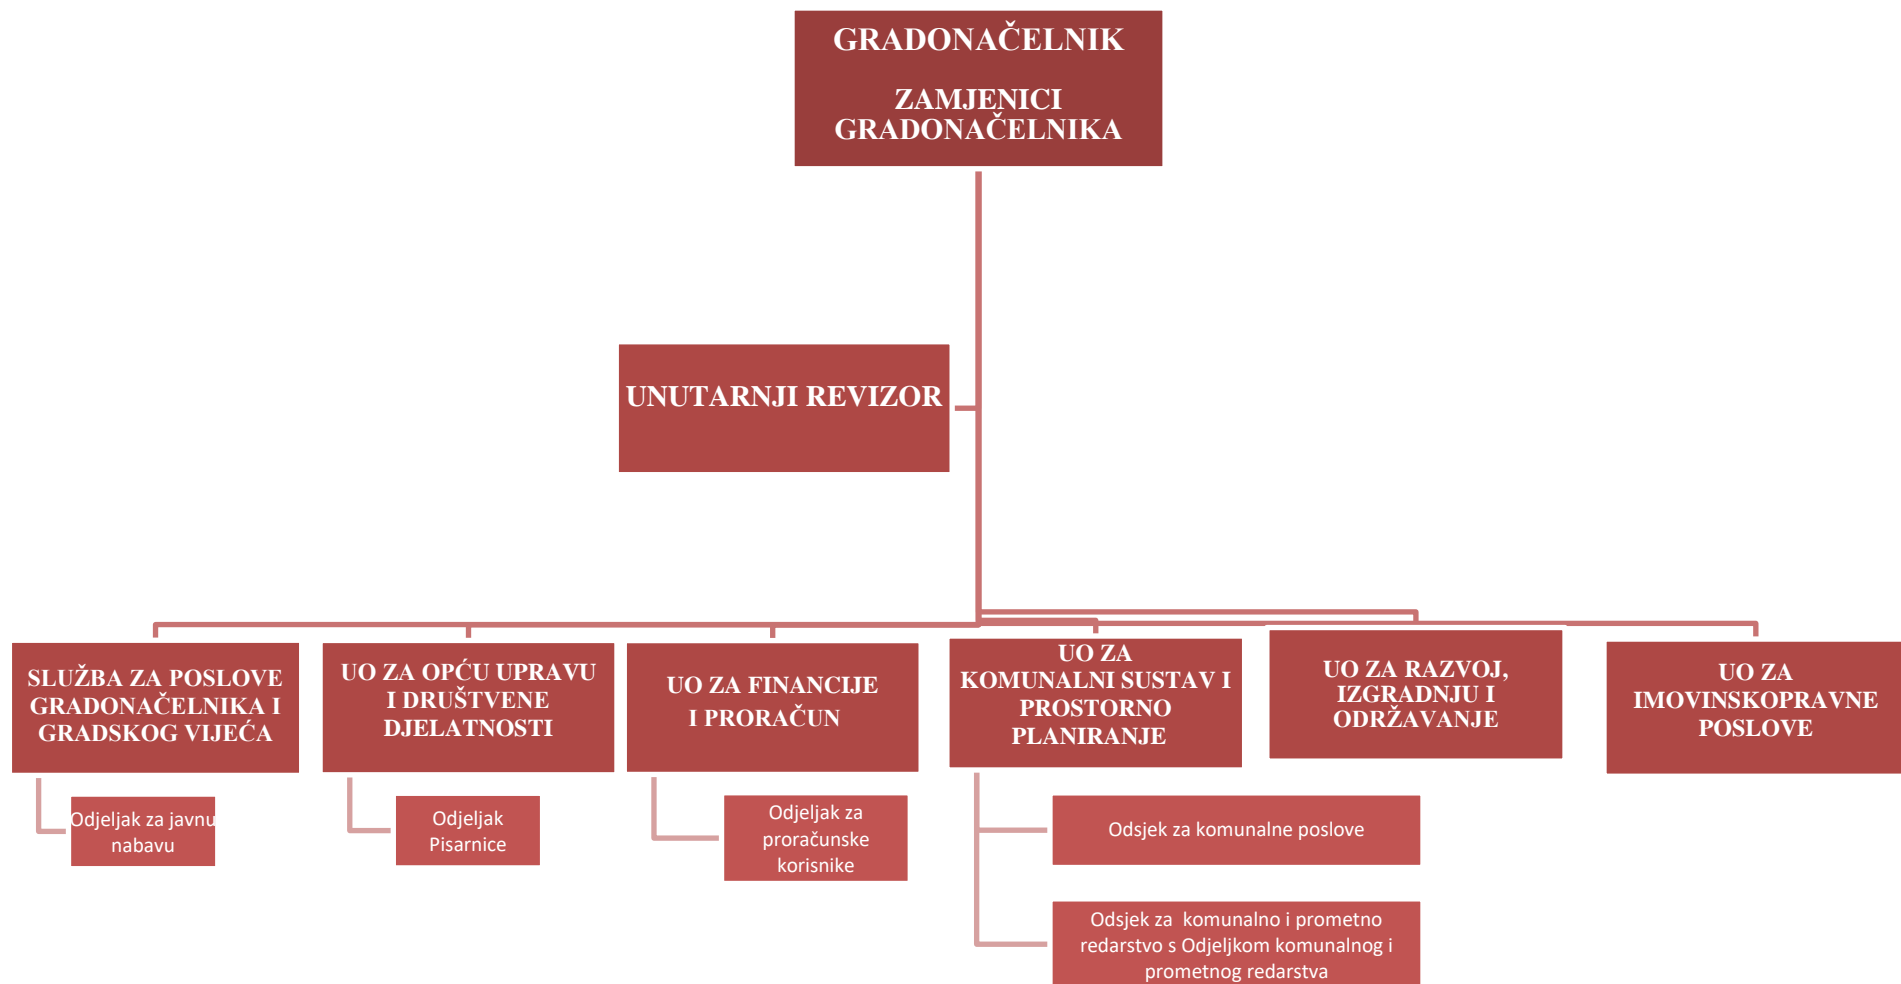 GRADONAČELNIK
ZAMJENICI
GRADONAČELNIKA
UNUTARNJI REVIZOR
SLUŽBA ZA POSLOVE
GRADONAČELNIKA I
GRADSKOG VIJEĆA
UO ZA OPĆU UPRAVU
I DRUŠTVENE
DJELATNOSTI
UO ZA FINANCIJE
I PRORAČUN
UO ZA
KOMUNALNI SUSTAV I
PROSTORNO
PLANIRANJE
UO ZA RAZVOJ,
IZGRADNJU I
ODRŽAVANJE
UO ZA
IMOVINSKOPRAVNE
POSLOVE
Odjeljak za javnu
nabavu
Odjeljak
Pisarnice
Odjeljak za
proračunske
korisnike
Odsjek za komunalne poslove
Odsjek za  komunalno i prometno
redarstvo s Odjeljkom komunalnog i
prometnog redarstva